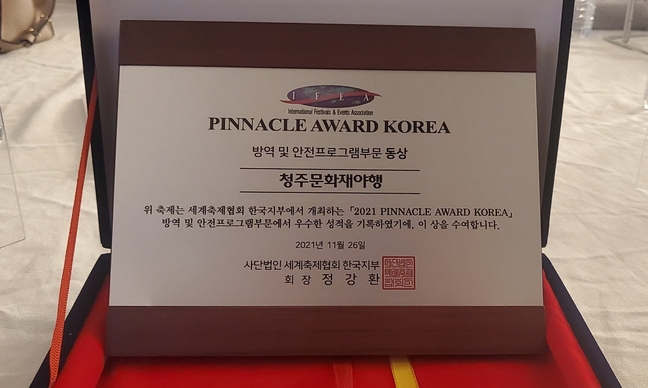 IFEA
International Festivals & Events Association
PINNACLE AWARD KOREA
방역 및 안전프로그램부문 동상
청주문화재야행
위 축제는 세계축제협회 한국지부에서 개최하는 「2021 PINNACLE AWARD KOREA」
방역 및 안전프로그램부문에서 우수한 성적을 기록하였기에, 이 상을 수여합니다.
2021년 11월 26일
사단법인 세계축제협회 한국지부
회 장 정 강 환